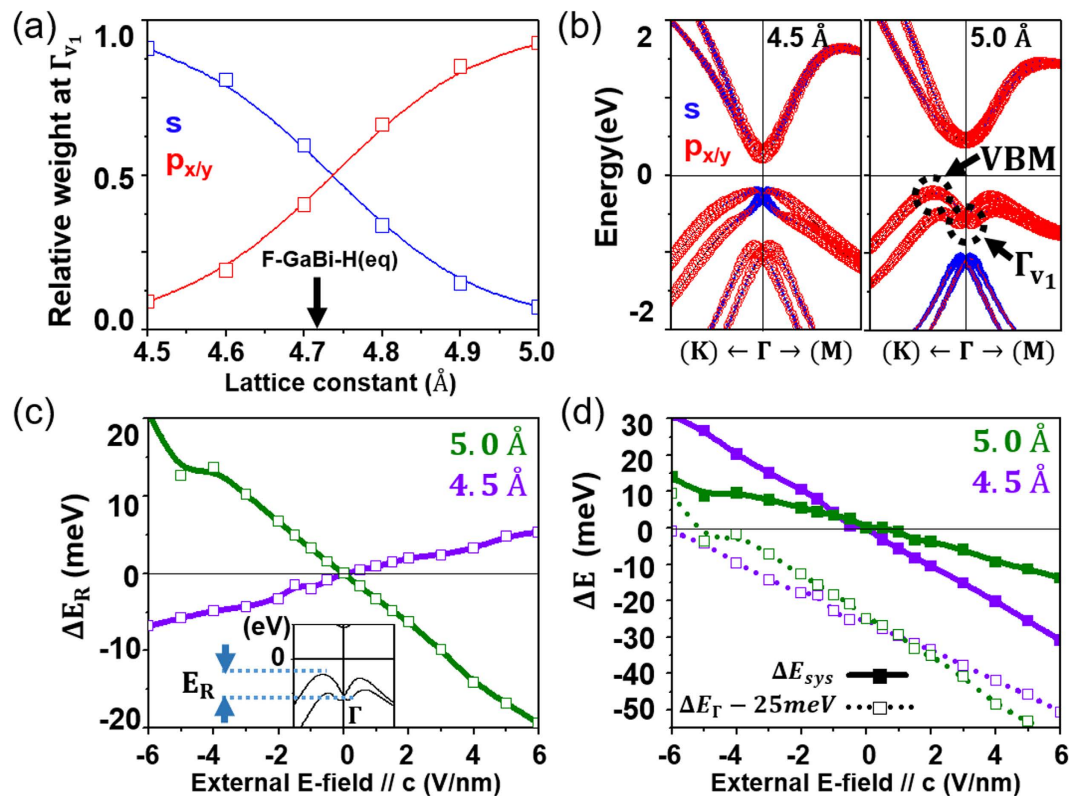 (a)
1.0
0.5
0.0
Relative weight at Γv1
s
px/y
F-GaBi-H(eq)
4.5 4.6 4.7 4.8 4.9 5.0
Lattice constant (Å)
(b)
2
0
-2
Energy(eV)
4.5 Å
5.0 Å
s
px/y
VBM
Γv1
(K) ← Γ → (M)
(K) ← Γ → (M)
(c)
20
10
0
-10
-20
ΔER (meV)
5.0 Å
4.5 Å
(eV)
0
ER
Γ
-6 -4 -2 0 2 4 6
External E-field // c (V/nm)
(d)
30
20
10
0
-10
-20
-30
-40
-50
ΔE (meV)
5.0 Å
4.5 Å
ΔEsys
ΔEΓ − 25meV
-6 -4 -2 0 2 4 6
External E-field // c (V/nm)